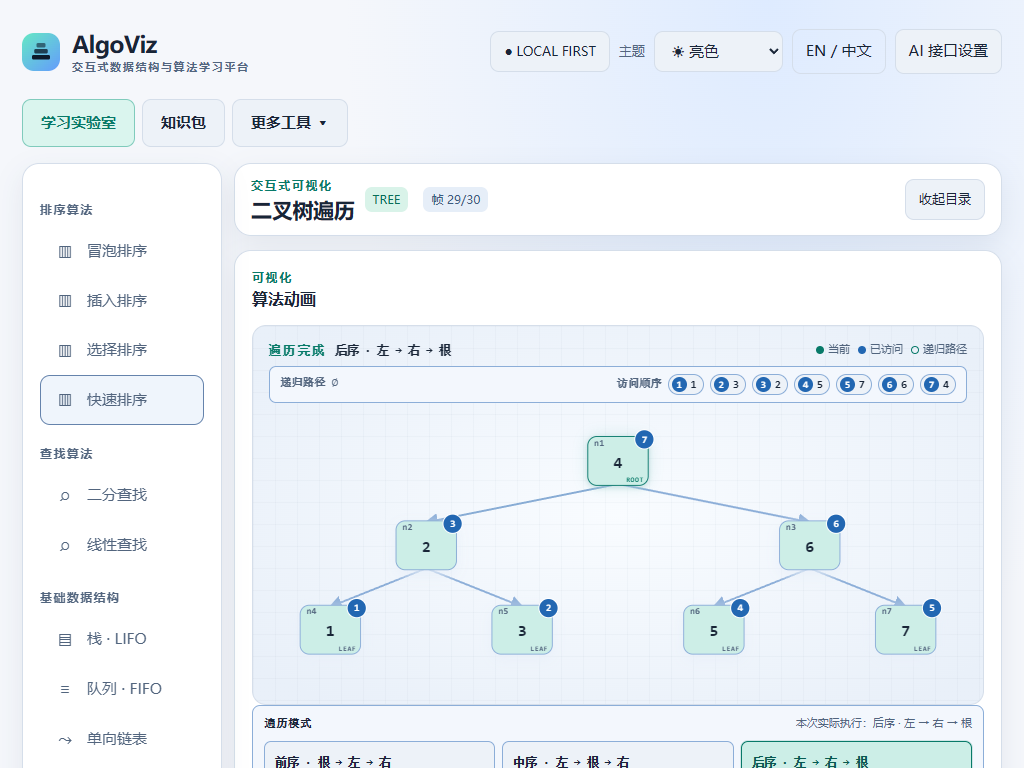 AlgoViz
交互式数据结构与算法学习平台
● LOCAL FIRST
主题
☀ 亮色
EN / 中文
AI 接口设置
学习实验室
知识包
更多工具 ▾
排序算法
冒泡排序
插入排序
选择排序
快速排序
查找算法
二分查找
线性查找
基础数据结构
栈 · LIFO
队列 · FIFO
单向链表
交互式可视化
二叉树遍历
TREE
帧 29/30
收起目录
可视化
算法动画
遍历完成 后序 · 左 → 右 → 根
当前 已访问 递归路径
递归路径 ∅
访问顺序 1 1 2 3 3 2 4 5 5 7 6 6 7 4
n1 7
4
ROOT
n2 3
2
n3 6
6
n4 1
1
LEAF
n5 2
3
LEAF
n6 4
5
LEAF
n7 5
7
LEAF
遍历模式
本次实际执行：后序 · 左 → 右 → 根
前序 · 根 → 左 → 右
中序 · 左 → 根 → 右
后序 · 左 → 右 → 根